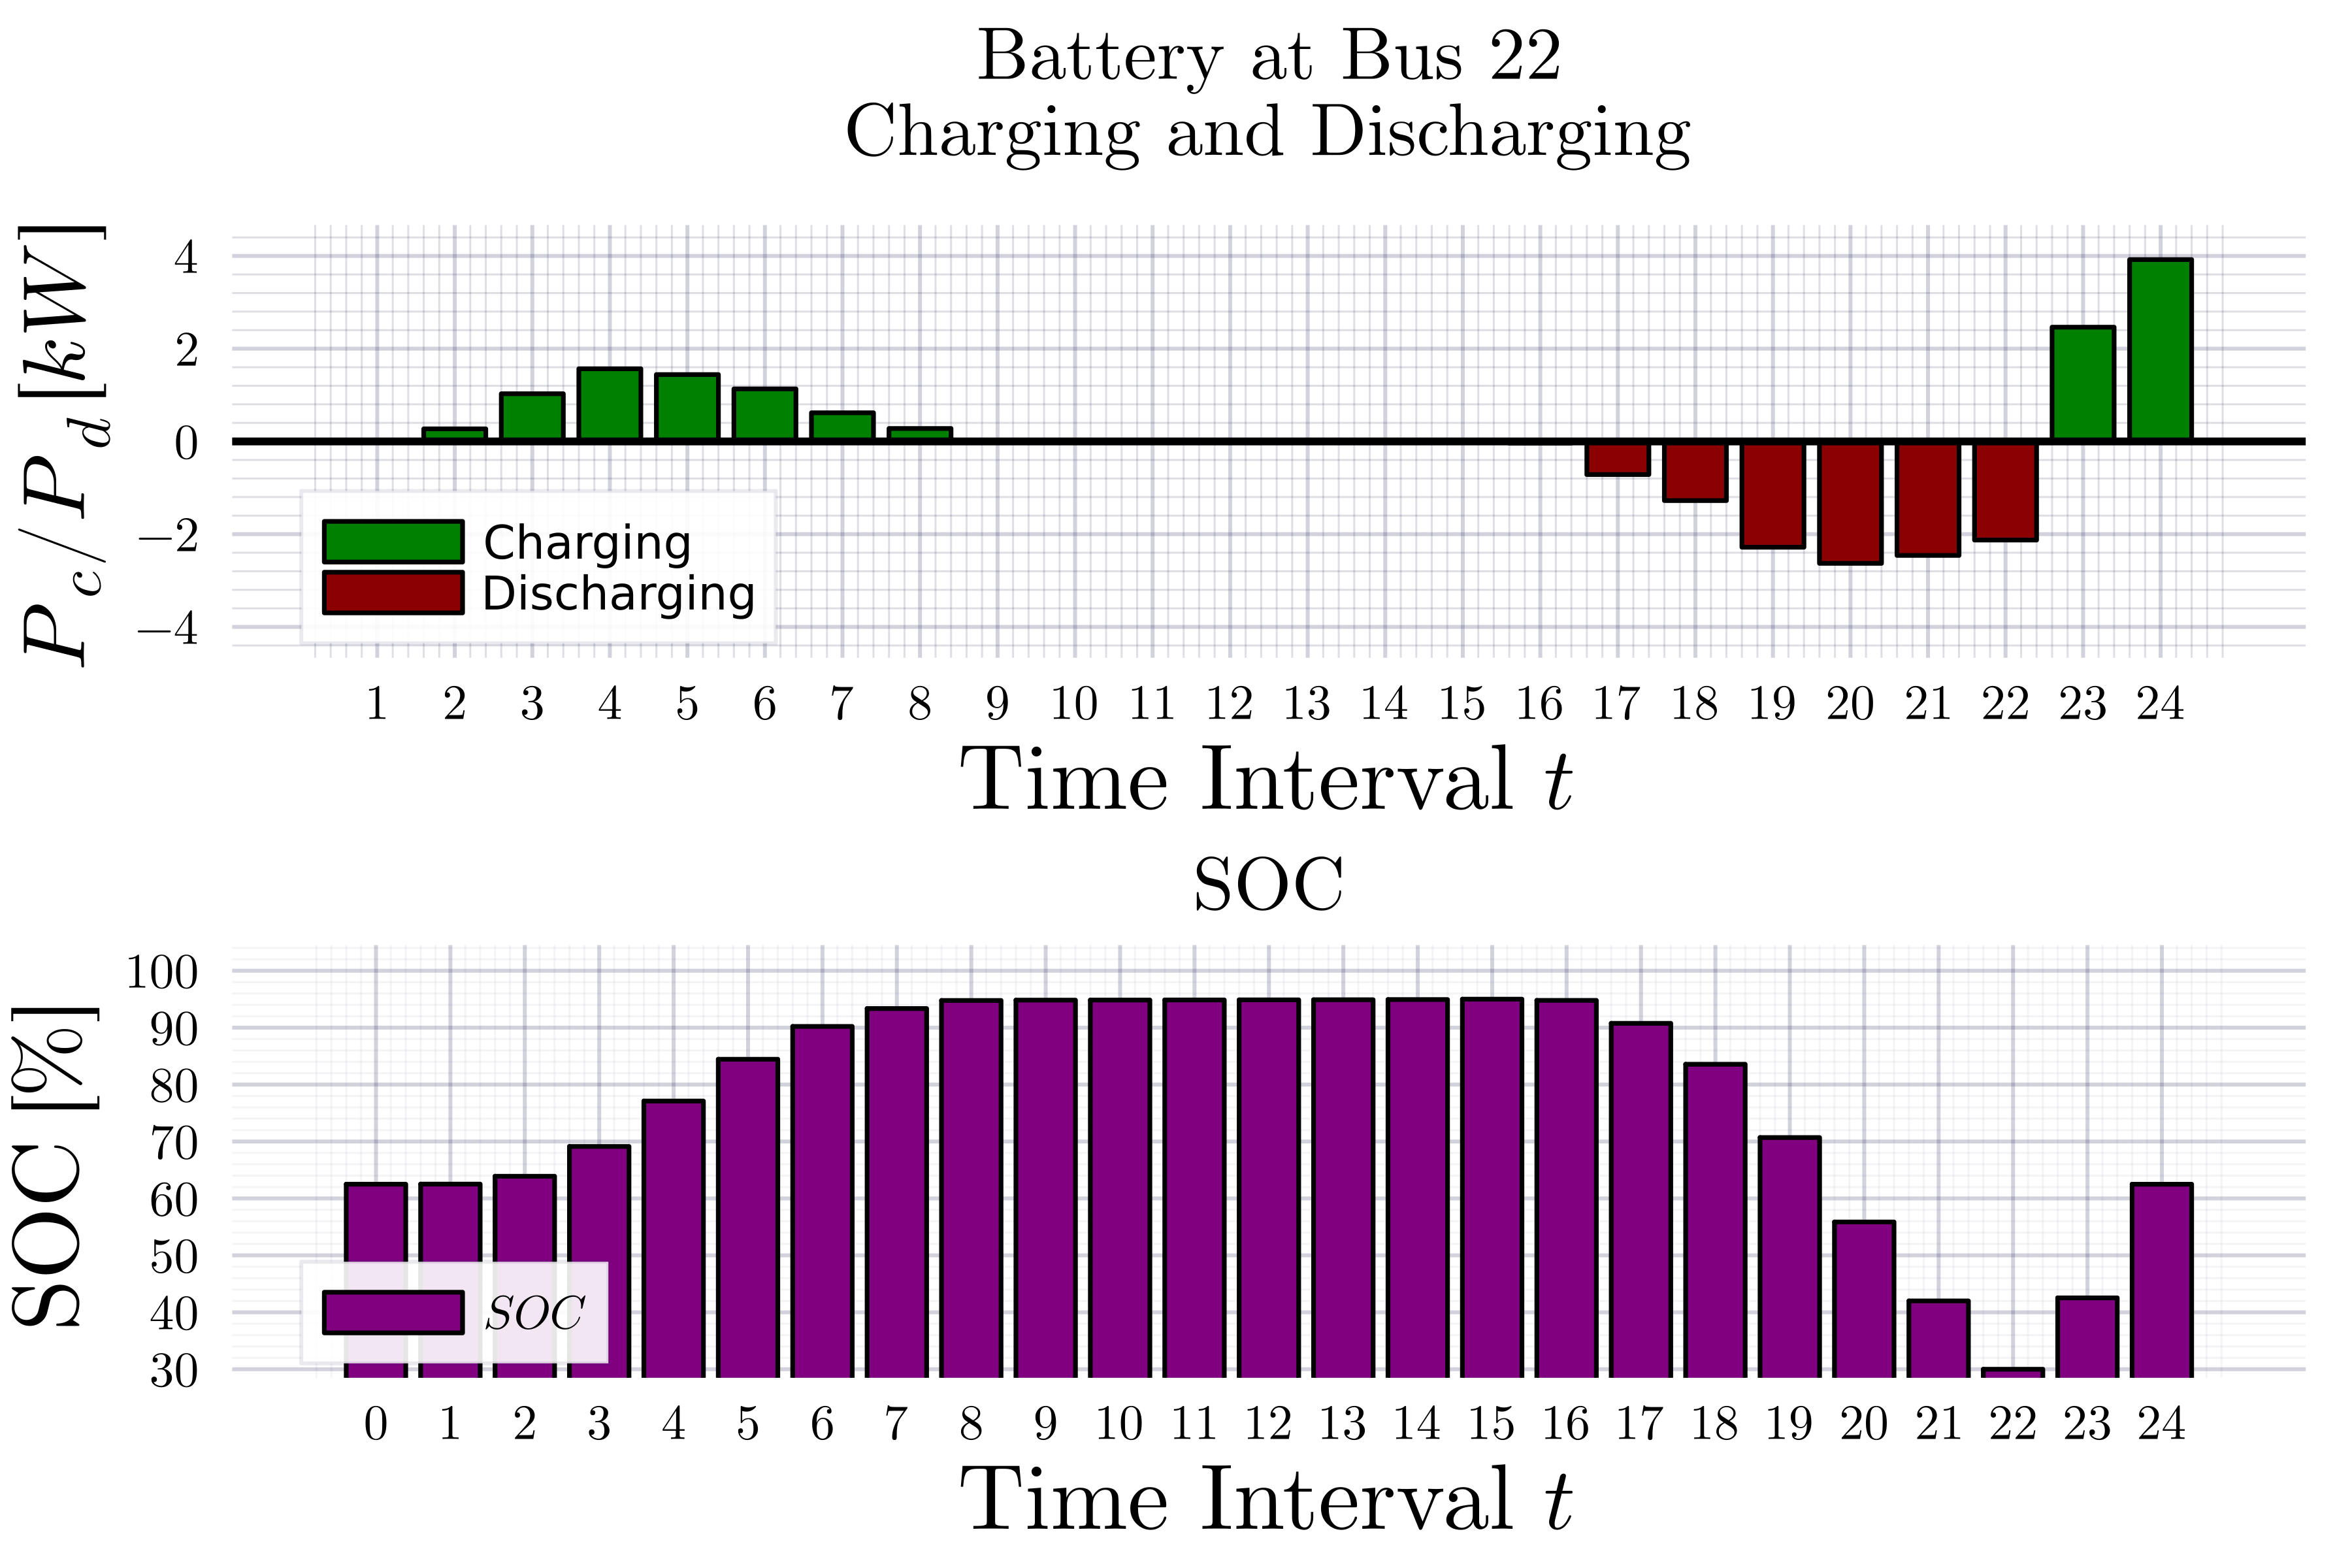 Battery at Bus 22
Charging and Discharging
P_c/P_d [kW]
4
2
0
−2
−4
Charging
Discharging
1 2 3 4 5 6 7 8 9 10 11 12 13 14 15 16 17 18 19 20 21 22 23 24
Time Interval t
SOC
SOC [%]
100
90
80
70
60
50
40
30
SOC
0 1 2 3 4 5 6 7 8 9 10 11 12 13 14 15 16 17 18 19 20 21 22 23 24
Time Interval t